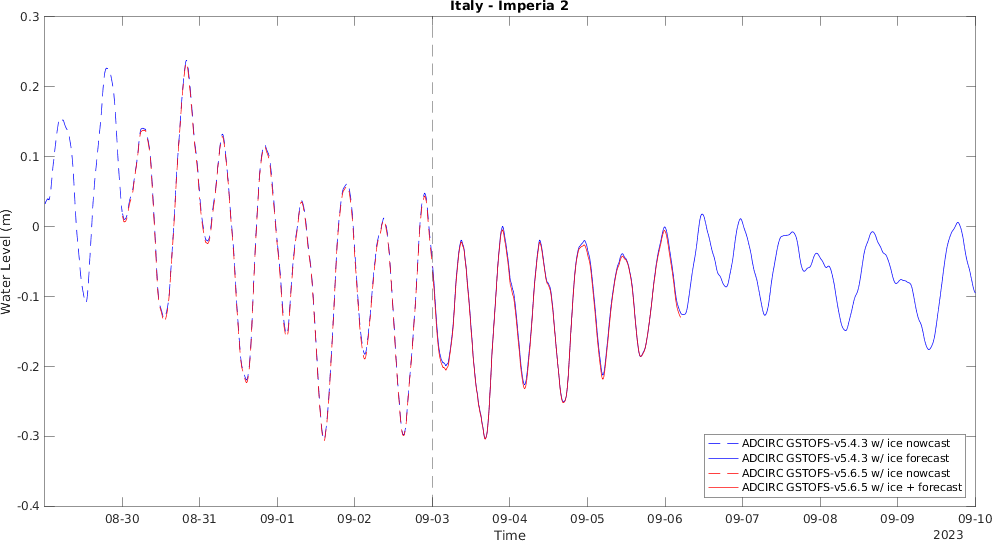 Italy - Imperia 2
0.3
0.2
0.1
0
-0.1
-0.2
-0.3
-0.4
Water Level (m)
08-30 08-31 09-01 09-02 09-03 09-04 09-05 09-06 09-07 09-08 09-09 09-10
Time
2023
ADCIRC GSTOFS-v5.4.3 w/ ice nowcast
ADCIRC GSTOFS-v5.4.3 w/ ice forecast
ADCIRC GSTOFS-v5.6.5 w/ ice nowcast
ADCIRC GSTOFS-v5.6.5 w/ ice + forecast